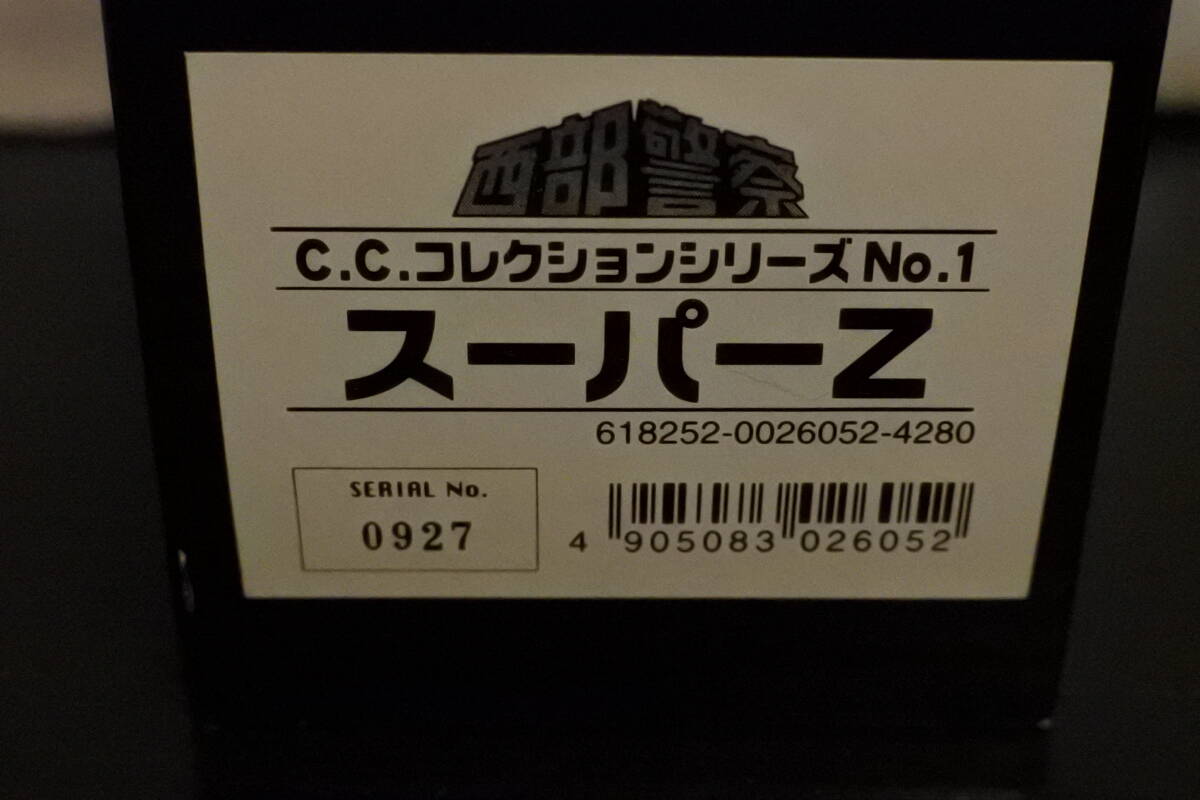 西部警察
C.C.コレクションシリーズNo.1
スーパーZ
618252-0026052-4280
SERIAL No.
0927
4 905083 026052